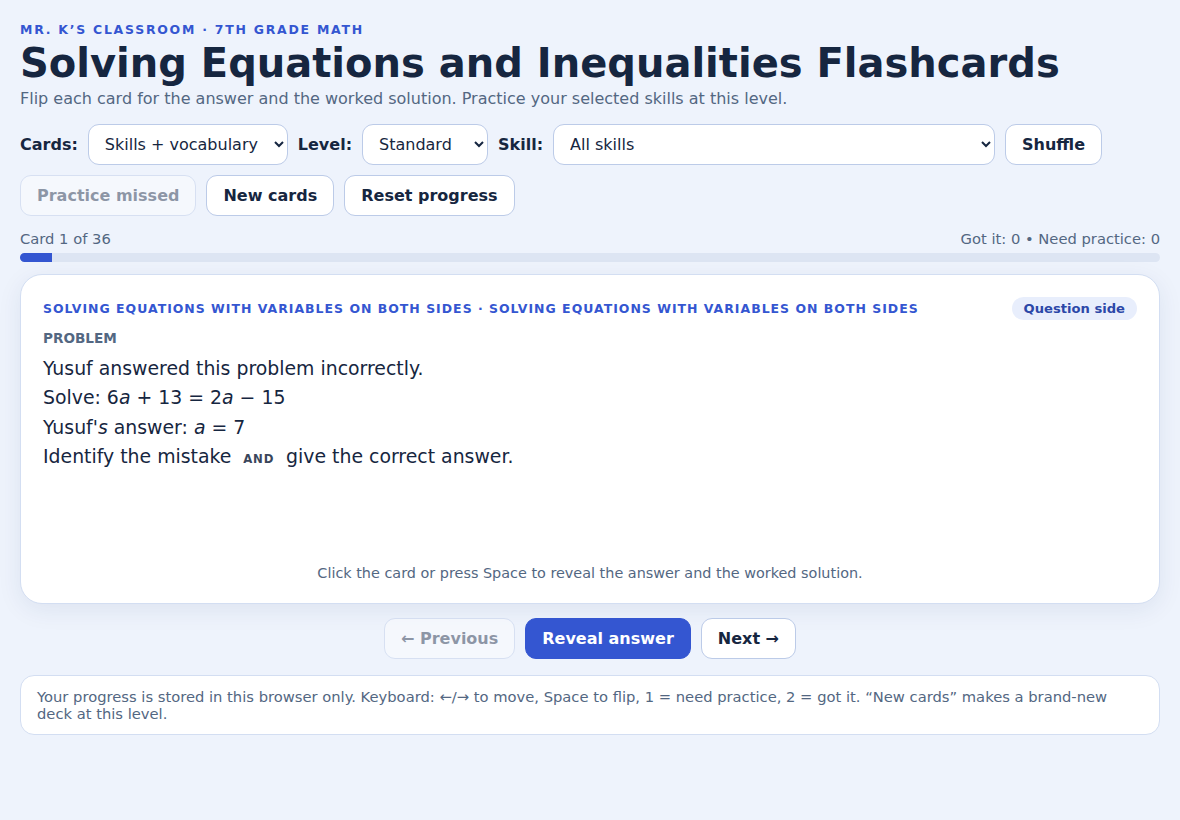 MR. K’S CLASSROOM · 7TH GRADE MATH
Solving Equations and Inequalities Flashcards
Flip each card for the answer and the worked solution. Practice your selected skills at this level.
Cards: Skills + vocabulary Level: Standard Skill: All skills Shuffle
Practice missed New cards Reset progress
Card 1 of 36 Got it: 0 • Need practice: 0
SOLVING EQUATIONS WITH VARIABLES ON BOTH SIDES · SOLVING EQUATIONS WITH VARIABLES ON BOTH SIDES Question side
PROBLEM
Yusuf answered this problem incorrectly.
Solve: 6a + 13 = 2a − 15
Yusuf's answer: a = 7
Identify the mistake AND give the correct answer.
Click the card or press Space to reveal the answer and the worked solution.
← Previous Reveal answer Next →
Your progress is stored in this browser only. Keyboard: ←/→ to move, Space to flip, 1 = need practice, 2 = got it. “New cards” makes a brand-new
deck at this level.